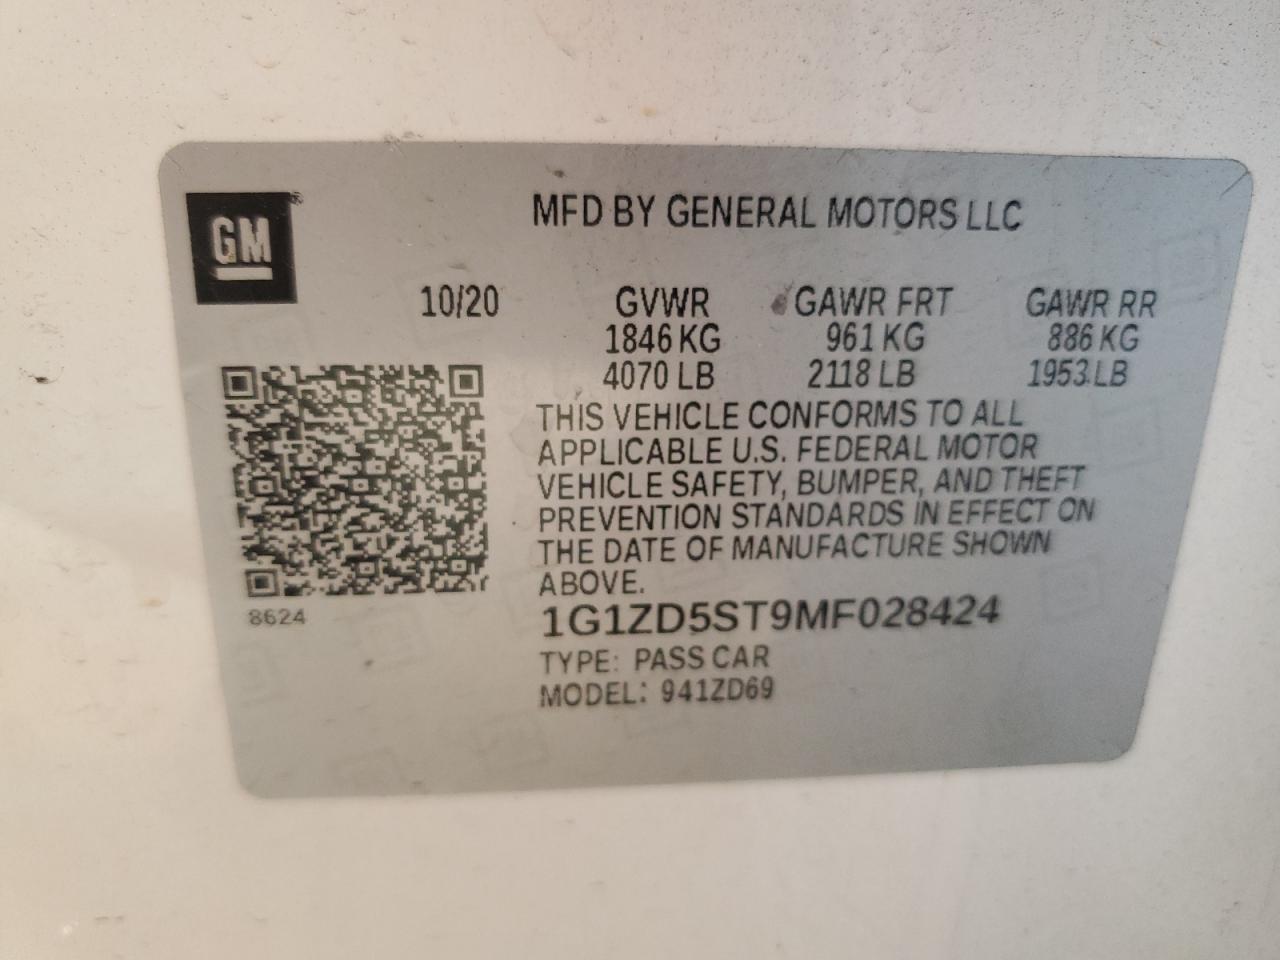 GM
MFD BY GENERAL MOTORS LLC
10/20 GVWR GAWR FRT GAWR RR
1846 KG 961 KG 886 KG
4070 LB 2118 LB 1953 LB
THIS VEHICLE CONFORMS TO ALL
APPLICABLE U.S. FEDERAL MOTOR
VEHICLE SAFETY, BUMPER, AND THEFT
PREVENTION STANDARDS IN EFFECT ON
THE DATE OF MANUFACTURE SHOWN
ABOVE.
8624
1G1ZD5ST9MF028424
TYPE: PASS CAR
MODEL: 941ZD69